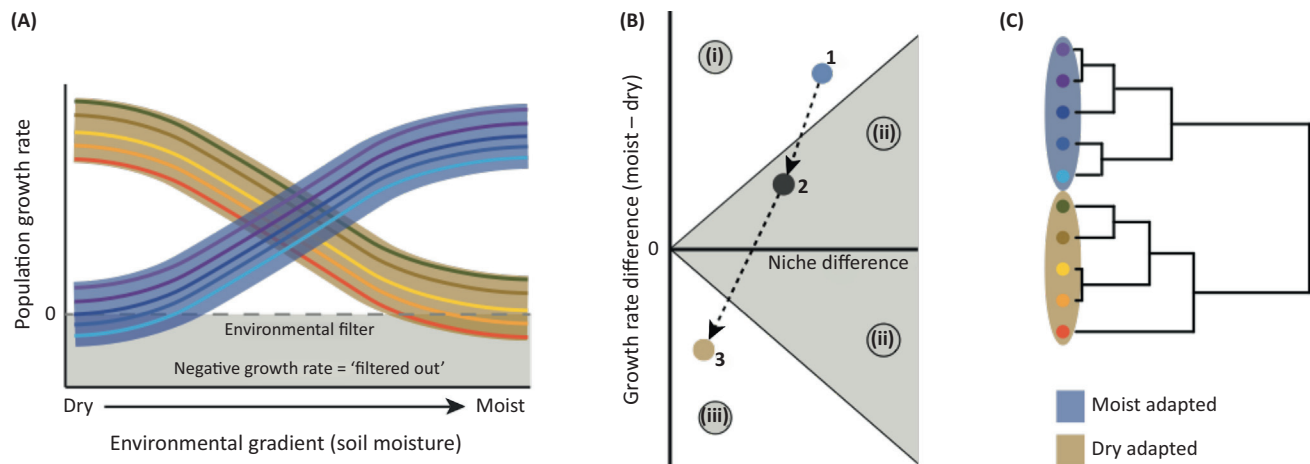 (A)
Population growth rate
0
Environmental filter
Negative growth rate = ‘filtered out’
Dry
Moist
Environmental gradient (soil moisture)
(B)
Growth rate difference (moist – dry)
(i)
1
(ii)
2
0
Niche difference
(ii)
3
(iii)
(C)
Moist adapted
Dry adapted